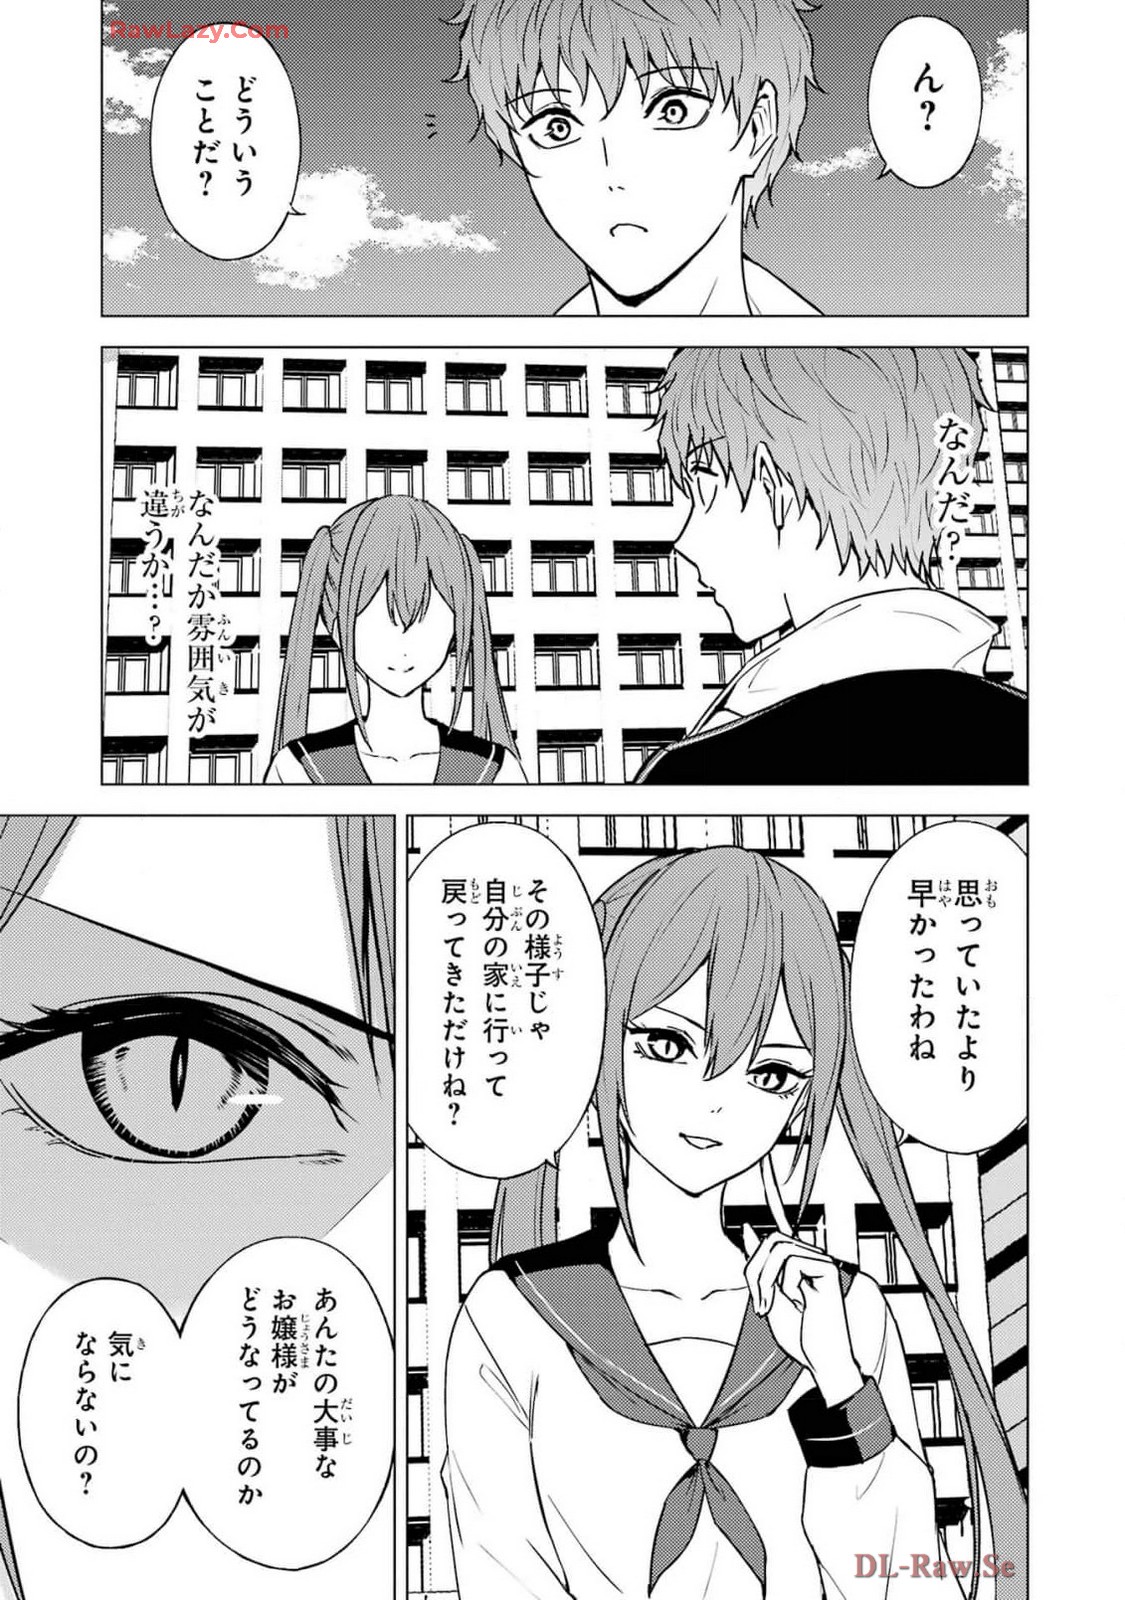 RawLazy.Com
ん?
どういう
ことだ?
なんだ?
なんだか雰囲気が
違うか…?
思っていたより
早かったわね
その様子じゃ
自分の家に行って
戻ってきただけね?
あんたの大事な
お嬢様が
どうなってるのか
気に
ならないの?
DL-Raw.Se